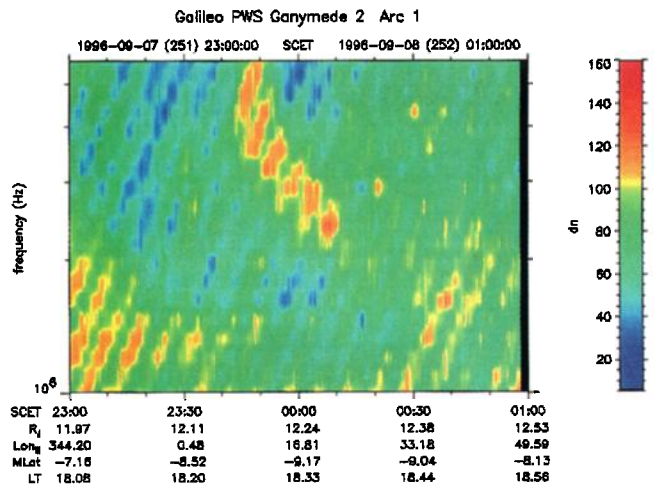 Galileo PWS Ganymede 2 Arc 1
1996-09-07 (251) 23:00:00 SCET 1996-09-08 (252) 01:00:00
160
140
120
100
80
60
40
20
dn
frequency (Hz)
10⁶
SCET 23:00 23:30 00:00 00:30 01:00
Rⱼ 11.97 12.11 12.24 12.38 12.53
Lon 344.20 0.48 16.81 33.18 49.59
MLat -7.16 -8.52 -9.17 -9.04 -8.13
LT 18.08 18.20 18.33 18.44 18.56